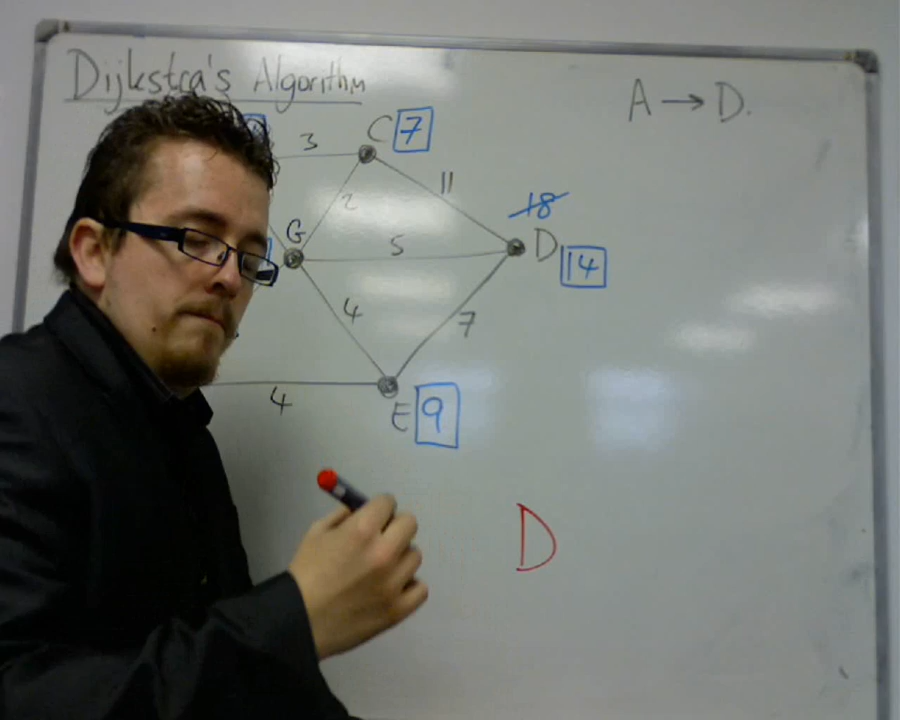 Dijkstra's Algorithm
A → D.
3
C 7
11
2
18
G
5
D 14
4
7
4
E 9
D